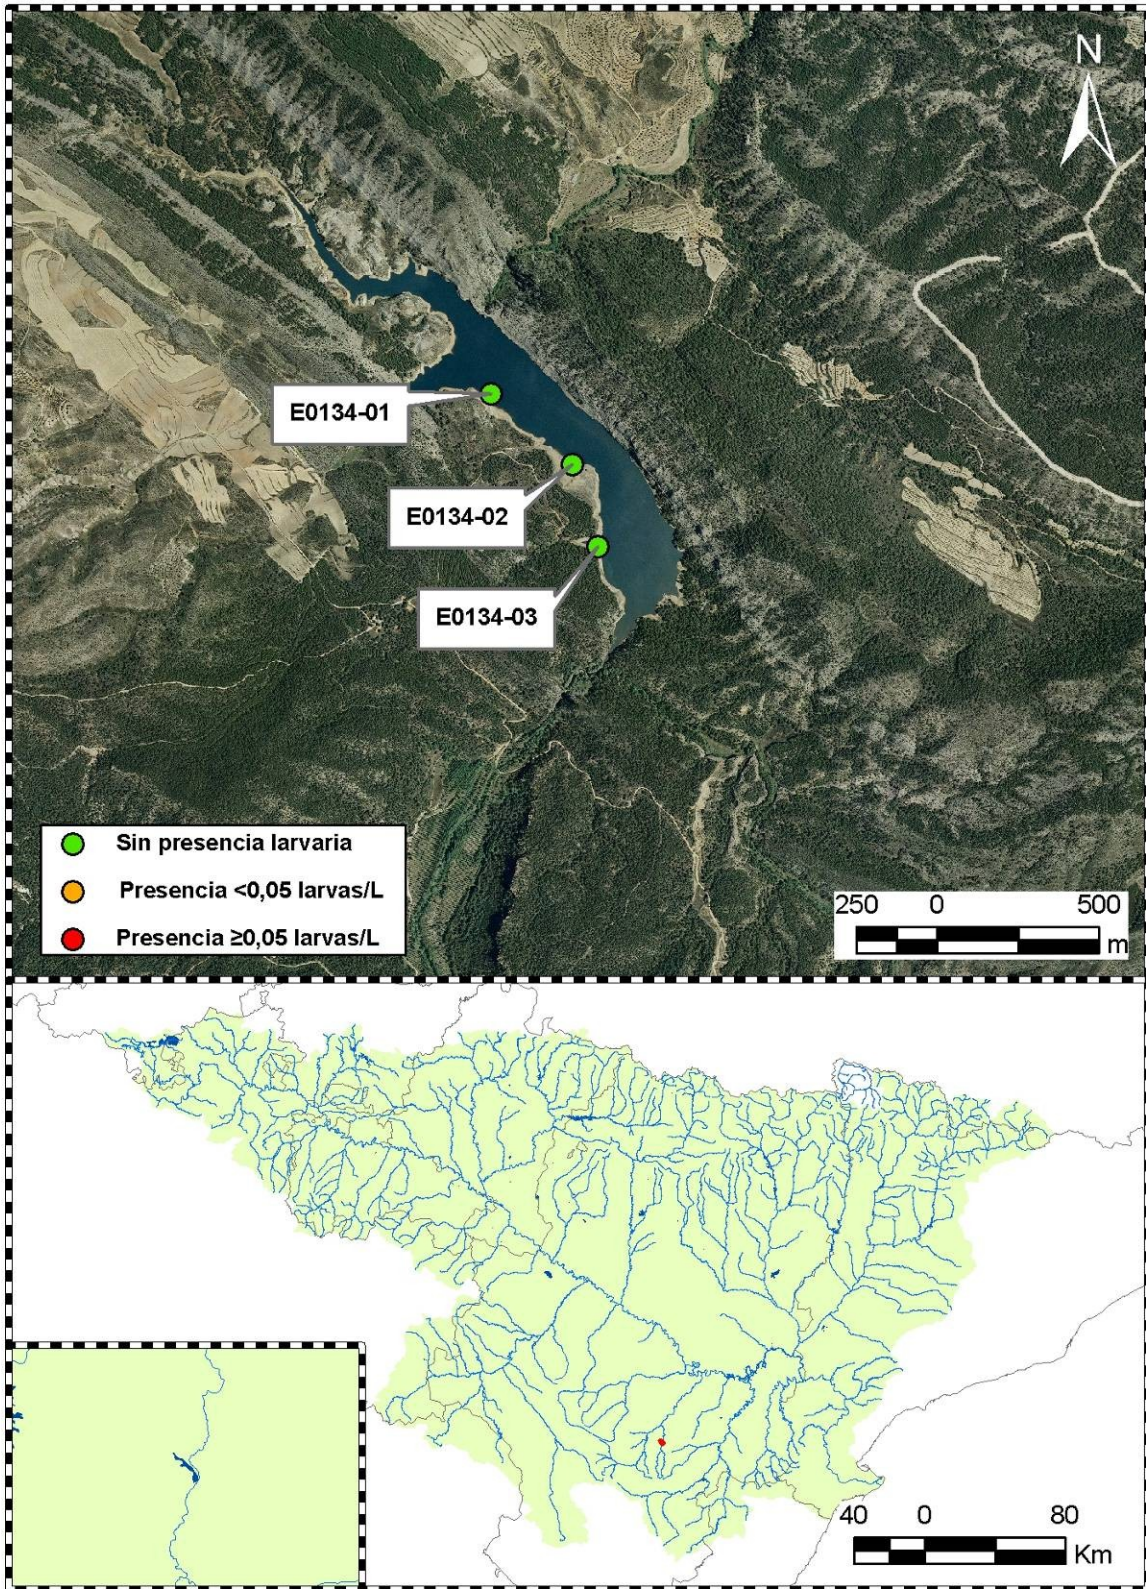 N
E0134-01
E0134-02
E0134-03
Sin presencia larvaria
Presencia <0,05 larvas/L
Presencia ≥0,05 larvas/L
250 0 500
m
40 0 80
Km